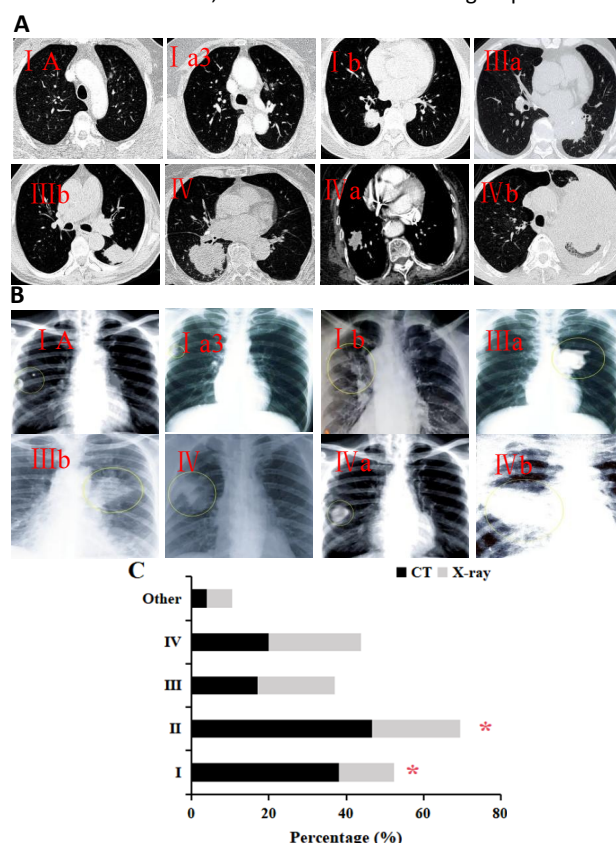 A
I A
I a3
I b
IIIa
IIIb
IV
IVa
IVb
B
I A
I a3
I b
IIIa
IIIb
IV
IVa
IVb
C
CT X-ray
Other
IV
III
II
*
I
*
0 20 40 60 80
Percentage (%)